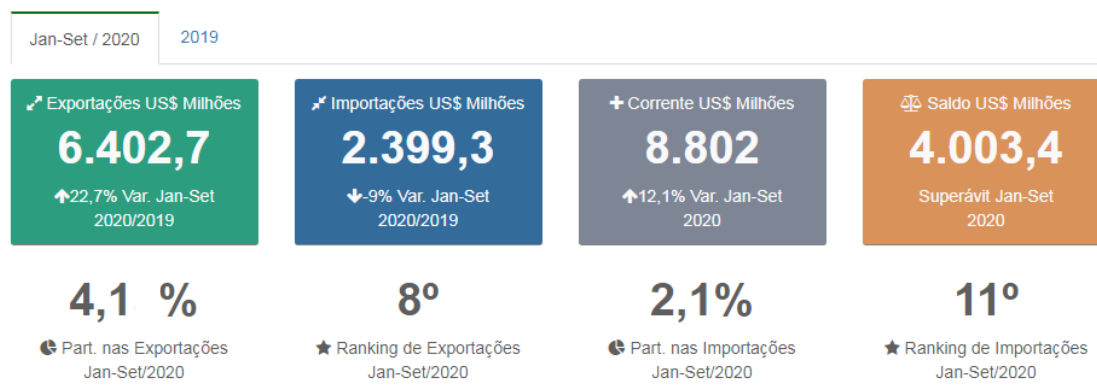 Jan-Set / 2020
2019
Exportações US$ Milhões
6.402,7
22,7% Var. Jan-Set
2020/2019
Importações US$ Milhões
2.399,3
-9% Var. Jan-Set
2020/2019
Corrente US$ Milhões
8.802
12,1% Var. Jan-Set
2020
Saldo US$ Milhões
4.003,4
Superávit Jan-Set
2020
4,1 %
Part. nas Exportações
Jan-Set/2020
8º
Ranking de Exportações
Jan-Set/2020
2,1%
Part. nas Importações
Jan-Set/2020
11º
Ranking de Importações
Jan-Set/2020